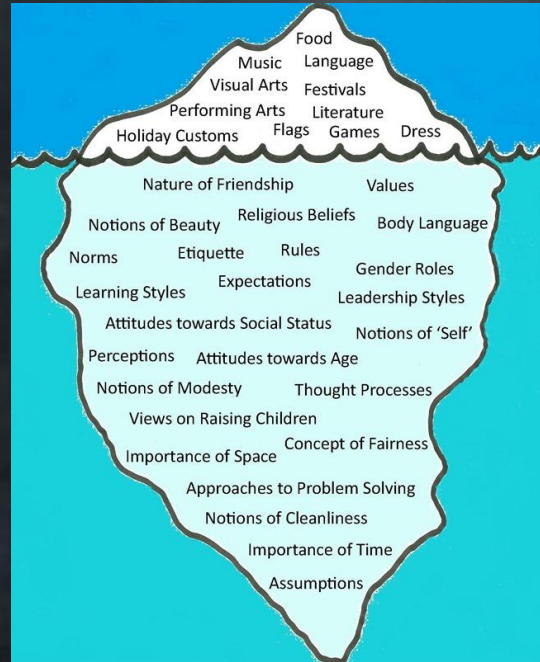 Food
Music Language
Visual Arts Festivals
Performing Arts Literature
Holiday Customs Flags Games Dress
Nature of Friendship Values
Notions of Beauty Religious Beliefs Body Language
Norms Etiquette Rules
Expectations Gender Roles
Learning Styles Leadership Styles
Attitudes towards Social Status Notions of ‘Self’
Perceptions Attitudes towards Age
Notions of Modesty Thought Processes
Views on Raising Children
Importance of Space Concept of Fairness
Approaches to Problem Solving
Notions of Cleanliness
Importance of Time
Assumptions